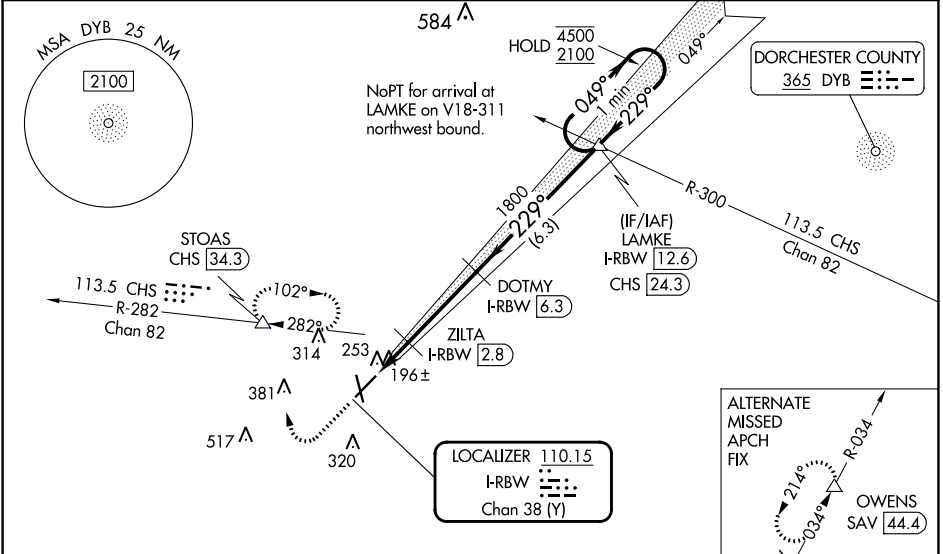 584
MSA DYB 25 NM
2100
HOLD 4500
2100
049°
NoPT for arrival at
LAMKE on V18-311
northwest bound.
049°
1 min
229°
DORCHESTER COUNTY
365 DYB
R-300
113.5 CHS
Chan 82
1800
229°
(6.3)
(IF/IAF)
LAMKE
I-RBW 12.6
CHS 24.3
STOAS
CHS 34.3
113.5 CHS
R-282
Chan 82
102°
282°
DOTMY
I-RBW 6.3
ZILTA
I-RBW 2.8
314
253
196±
381
517
320
LOCALIZER 110.15
I-RBW
Chan 38 (Y)
ALTERNATE
MISSED
APCH
FIX
R-034
214°
034°
OWENS
SAV 44.4